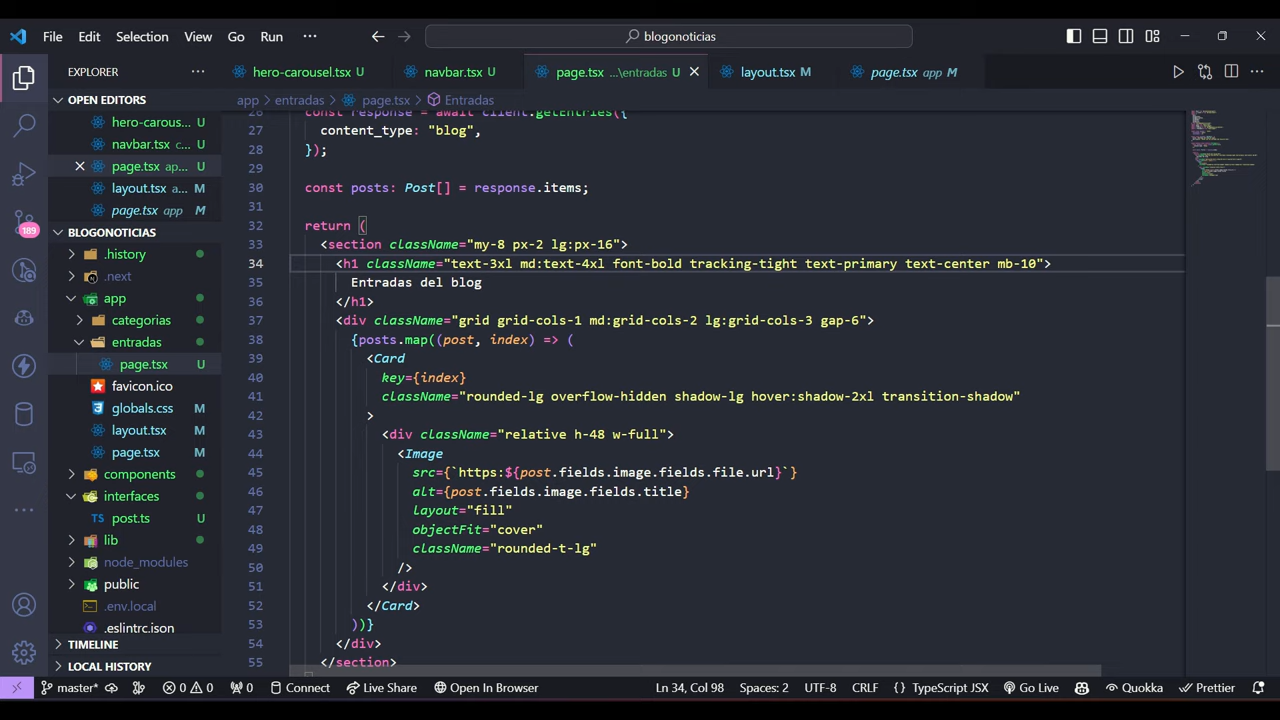 File Edit Selection View Go Run ··· blogonoticias
EXPLORER ···
hero-carousel.tsx U navbar.tsx U page.tsx ...\entradas U layout.tsx M page.tsx app M
OPEN EDITORS
hero-carous... U
navbar.tsx c... U
page.tsx ap... U
layout.tsx a... M
page.tsx app M
BLOGONOTICIAS
.history
.next
app
categorias
entradas
page.tsx U
favicon.ico
globals.css M
layout.tsx M
page.tsx M
components
interfaces
post.ts U
lib
node_modules
public
.env.local
.eslintrc.json
TIMELINE
LOCAL HISTORY
189
app > entradas > page.tsx > Entradas
26 const response = await client.getEntries({
27 content_type: "blog",
28 });
29
30 const posts: Post[] = response.items;
31
32 return (
33 <section className="my-8 px-2 lg:px-16">
34 <h1 className="text-3xl md:text-4xl font-bold tracking-tight text-primary text-center mb-10">
35 Entradas del blog
36 </h1>
37 <div className="grid grid-cols-1 md:grid-cols-2 lg:grid-cols-3 gap-6">
38 {posts.map((post, index) => (
39 <Card
40 key={index}
41 className="rounded-lg overflow-hidden shadow-lg hover:shadow-2xl transition-shadow"
42 >
43 <div className="relative h-48 w-full">
44 <Image
45 src={`https:${post.fields.image.fields.file.url}`}
46 alt={post.fields.image.fields.title}
47 layout="fill"
48 objectFit="cover"
49 className="rounded-t-lg"
50 />
51 </div>
52 </Card>
53 ))}
54 </div>
55 </section>
master* 0 0 0 Connect Live Share Open In Browser Ln 34, Col 98 Spaces: 2 UTF-8 CRLF { } TypeScript JSX Go Live Quokka Prettier